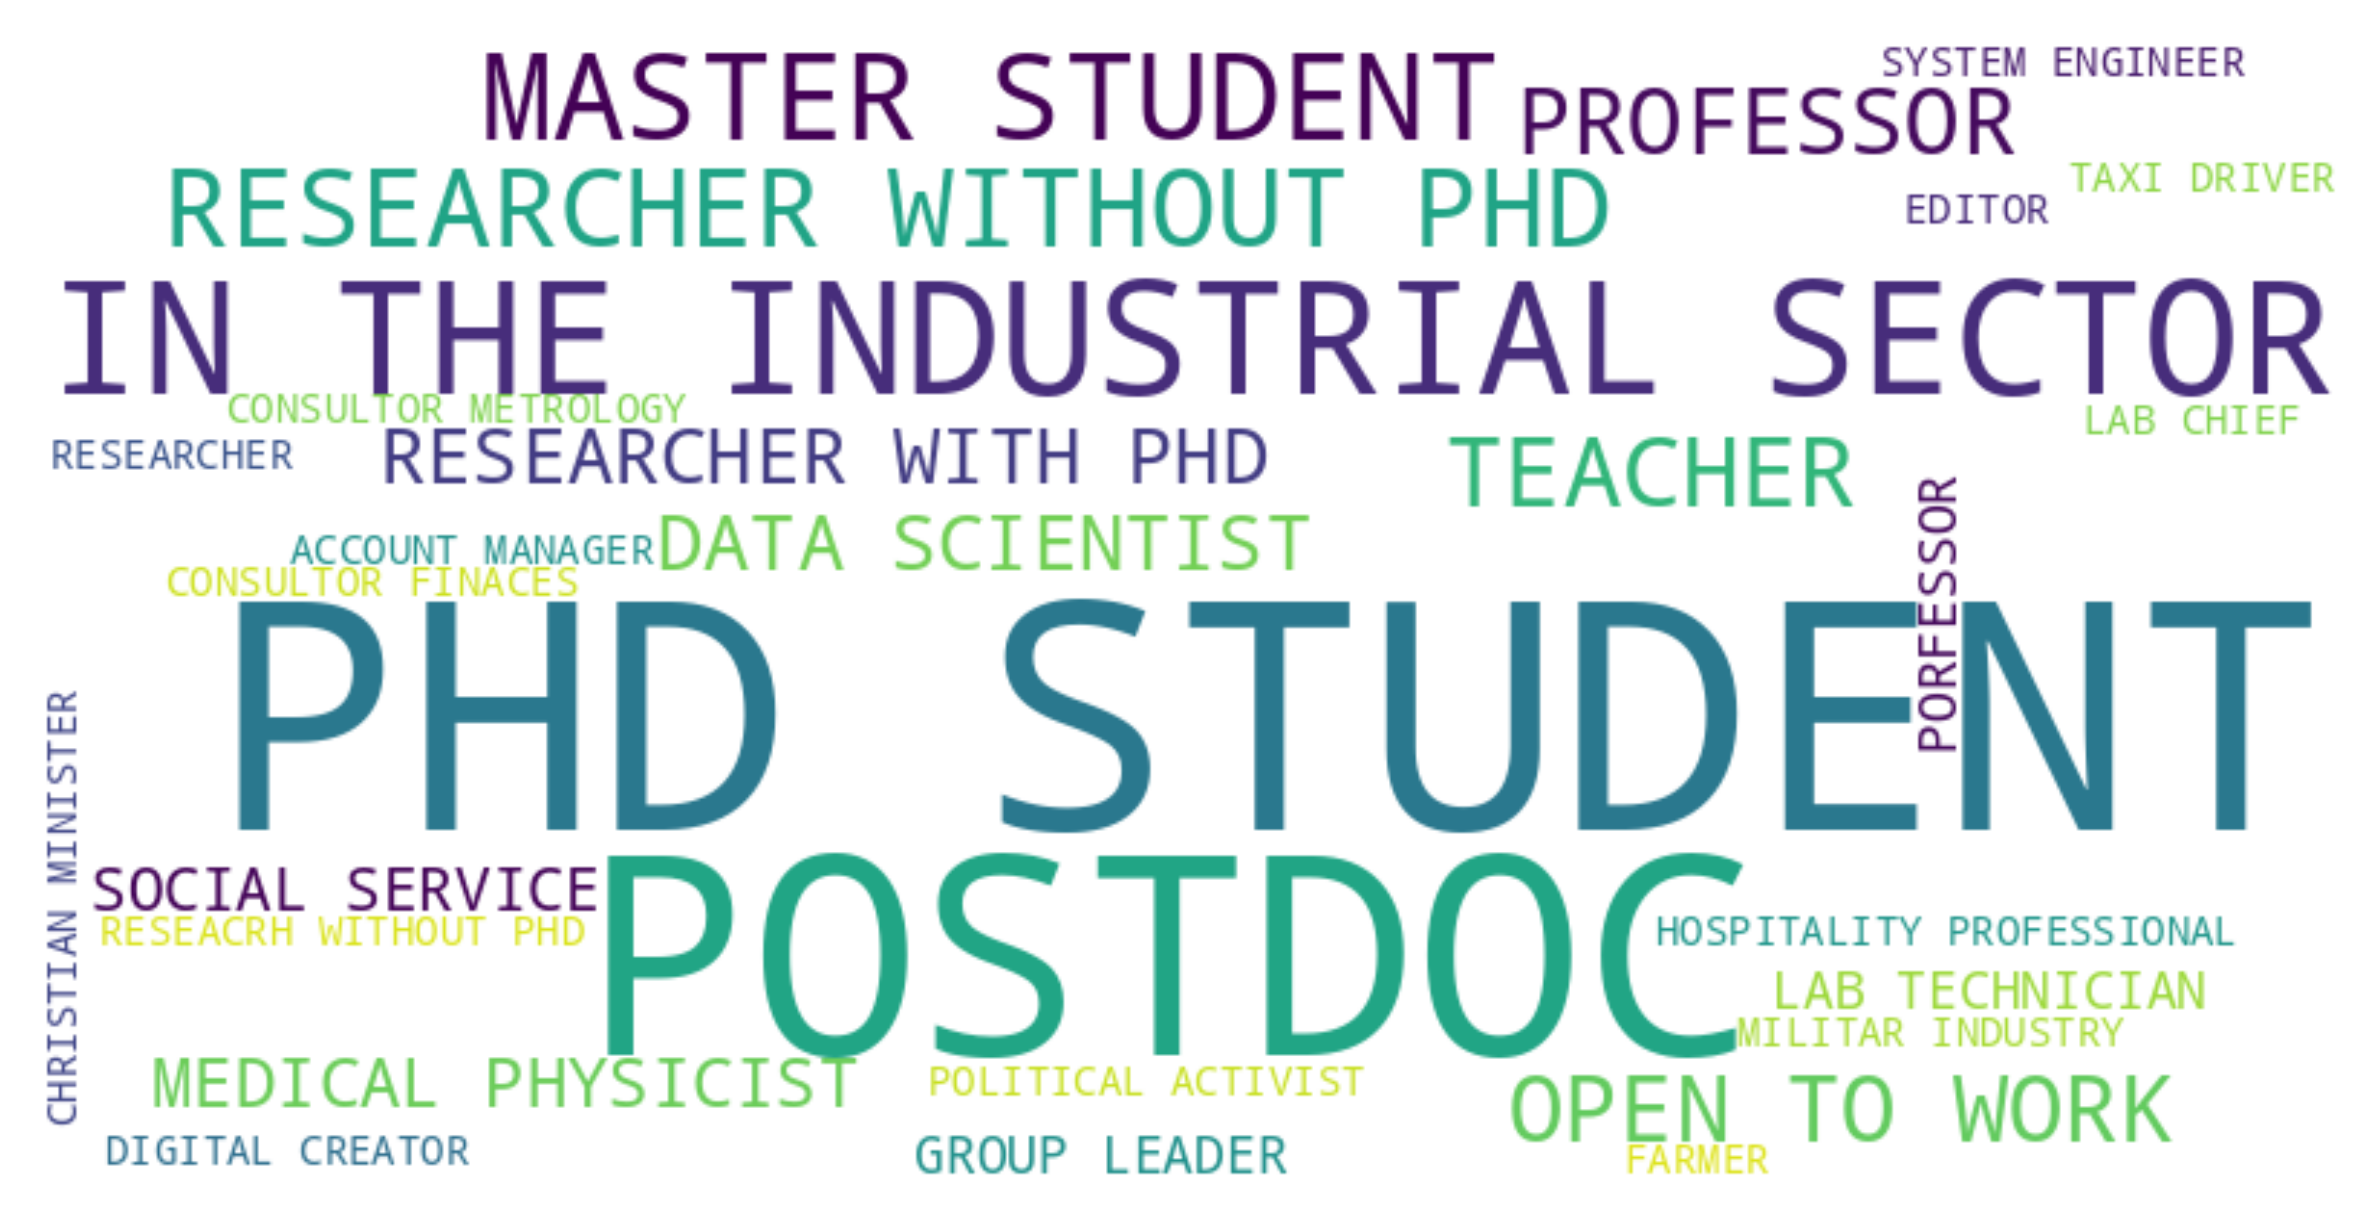 MASTER STUDENT
SYSTEM ENGINEER
PROFESSOR
TAXI DRIVER
RESEARCHER WITHOUT PHD
EDITOR
IN THE INDUSTRIAL SECTOR
CONSULTOR METROLOGY
LAB CHIEF
RESEARCHER
RESEARCHER WITH PHD
TEACHER
PORFESSOR
ACCOUNT MANAGER
DATA SCIENTIST
CONSULTOR FINACES
PHD STUDENT
CHRISTIAN MINISTER
SOCIAL SERVICE
POSTDOC
RESEACRH WITHOUT PHD
HOSPITALITY PROFESSIONAL
LAB TECHNICIAN
MILITAR INDUSTRY
MEDICAL PHYSICIST
POLITICAL ACTIVIST
OPEN TO WORK
DIGITAL CREATOR
GROUP LEADER
FARMER